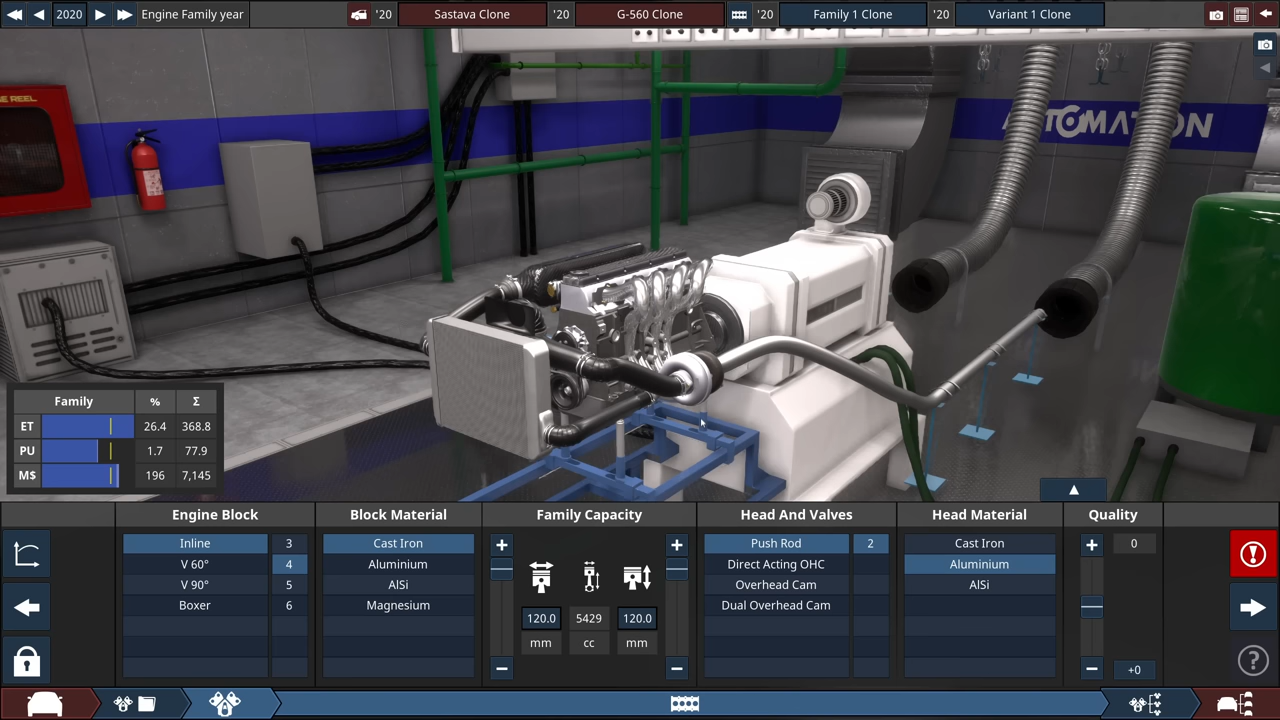 2020 Engine Family year '20 Sastava Clone '20 G-560 Clone '20 Family 1 Clone '20 Variant 1 Clone
REEL
AUTOMATION
Family % Σ
ET 26.4 368.8
PU 1.7 77.9
M$ 196 7,145
Engine Block Block Material Family Capacity Head And Valves Head Material Quality
Inline 3 Cast Iron + + Push Rod 2 Cast Iron + 0
V 60° 4 Aluminium Direct Acting OHC Aluminium
V 90° 5 AlSi Overhead Cam AlSi
Boxer 6 Magnesium Dual Overhead Cam
120.0 5429 120.0
mm cc mm
- - - +0
?